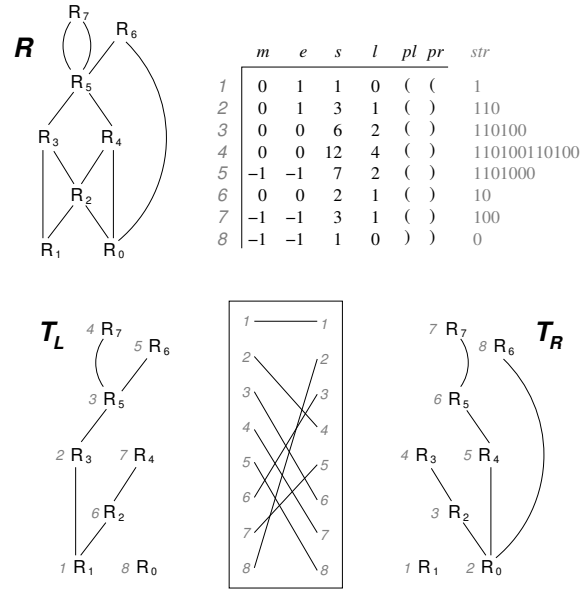 R
R7
R6
R5
R3 R4
R2
R1 R0
m e s l pl pr str
1 0 1 1 0 ( ( 1
2 0 1 3 1 ( ) 110
3 0 0 6 2 ( ) 110100
4 0 0 12 4 ( ) 110100110100
5 −1 −1 7 2 ( ) 1101000
6 0 0 2 1 ( ) 10
7 −1 −1 3 1 ( ) 100
8 −1 −1 1 0 ) ) 0
TL
4 R7
5 R6
3 R5
2 R3 7 R4
6 R2
1 R1 8 R0
1 1
2 2
3 3
4 4
5 5
6 6
7 7
8 8
TR
7 R7
8 R6
6 R5
4 R3 5 R4
3 R2
1 R1 2 R0